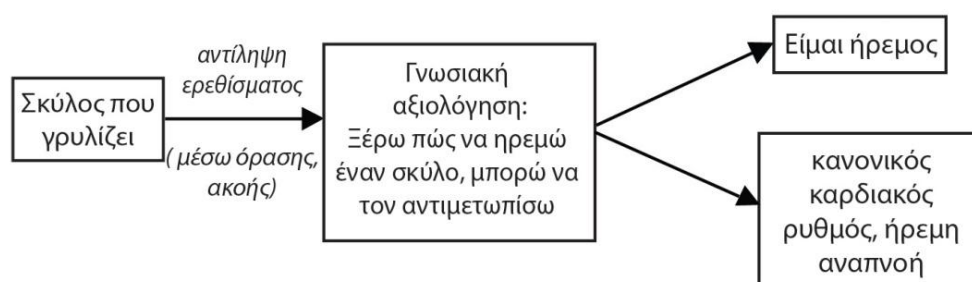 Σκύλος που
γρυλίζει
αντίληψη
ερεθίσματος
( μέσω όρασης,
ακοής)
Γνωσιακή
αξιολόγηση:
Ξέρω πώς να ηρεμώ
έναν σκύλο, μπορώ να
τον αντιμετωπίσω
Είμαι ήρεμος
κανονικός
καρδιακός
ρυθμός, ήρεμη
αναπνοή